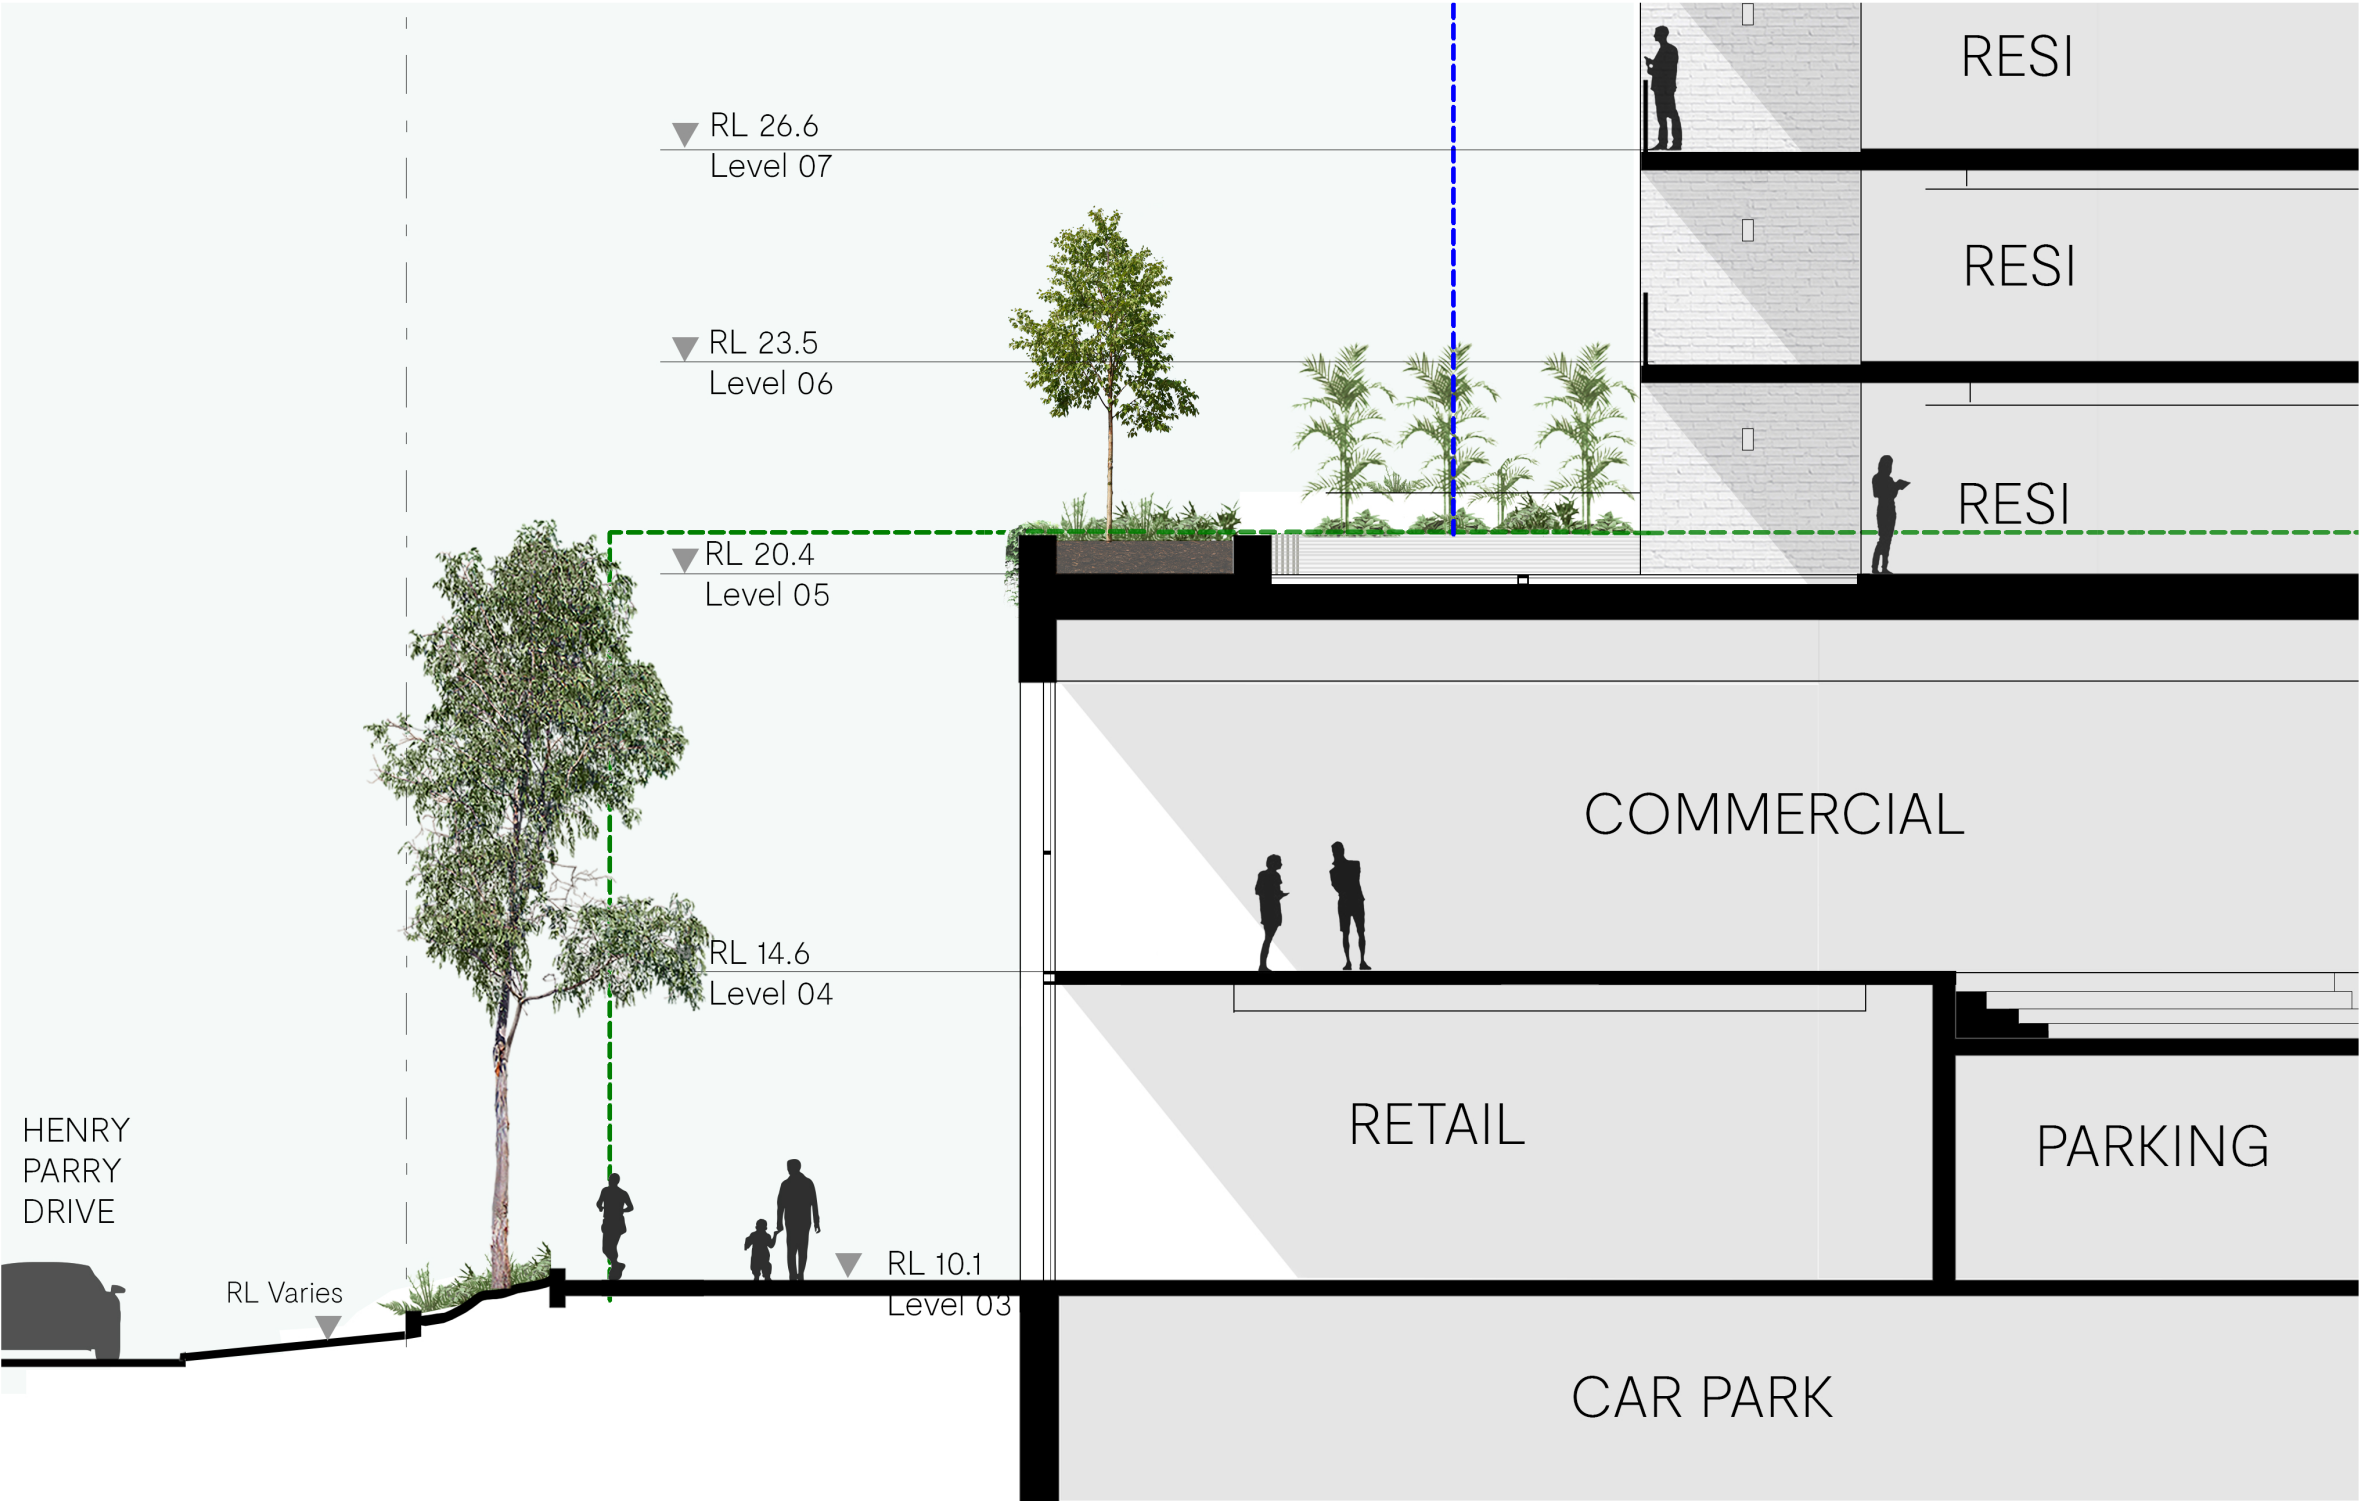 RESI
RL 26.6
Level 07
RESI
RL 23.5
Level 06
RESI
RL 20.4
Level 05
COMMERCIAL
RL 14.6
Level 04
HENRY
PARRY
DRIVE
RETAIL
PARKING
RL 10.1
Level 03
RL Varies
CAR PARK